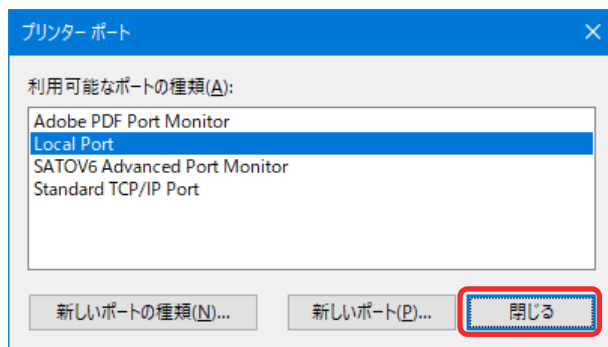 プリンター ポート
利用可能なポートの種類(A):
Adobe PDF Port Monitor
Local Port
SATOV6 Advanced Port Monitor
Standard TCP/IP Port
新しいポートの種類(N)... 新しいポート(P)... 閉じる